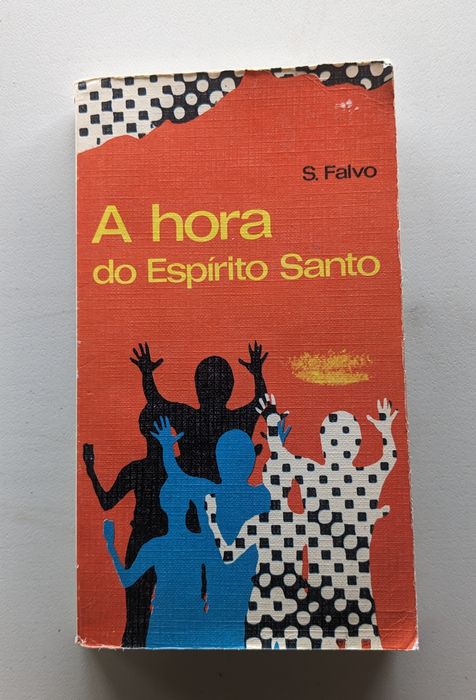 S. Falvo
A hora
do Espírito Santo